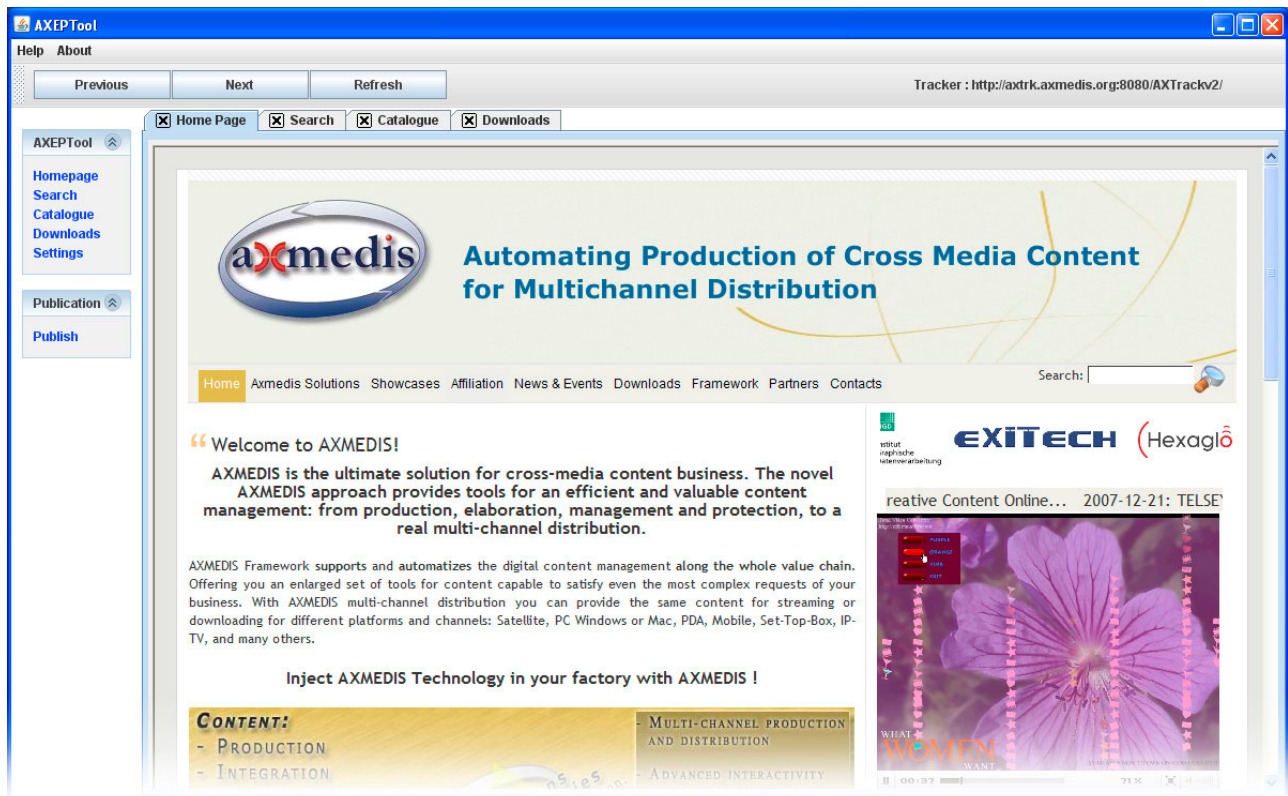 AXEPTool
Help About
Previous Next Refresh
Tracker : http://axtrk.axmedis.org:8080/AXTrackv2/
Home Page Search Catalogue Downloads
AXEPTool
Homepage
Search
Catalogue
Downloads
Settings
Publication
Publish
axmedis
Automating Production of Cross Media Content
for Multichannel Distribution
Home Axmedis Solutions Showcases Affiliation News & Events Downloads Framework Partners Contacts
Search:
“ Welcome to AXMEDIS!
AXMEDIS is the ultimate solution for cross-media content business. The novel
AXMEDIS approach provides tools for an efficient and valuable content
management: from production, elaboration, management and protection, to a
real multi-channel distribution.
AXMEDIS Framework supports and automatizes the digital content management along the whole value chain.
Offering you an enlarged set of tools for content capable to satisfy even the most complex requests of your
business. With AXMEDIS multi-channel distribution you can provide the same content for streaming or
downloading for different platforms and channels: Satellite, PC Windows or Mac, PDA, Mobile, Set-Top-Box, IP-
TV, and many others.
Inject AXMEDIS Technology in your factory with AXMEDIS !
CONTENT:
- PRODUCTION
- INTEGRATION
- MULTI-CHANNEL PRODUCTION
AND DISTRIBUTION
- ADVANCED INTERACTIVITY
EXITECH
Hexaglo
reative Content Online... 2007-12-21: TELSEY
PURPLE
ORANGE
EXIT
WHAT
WOMEN
WANT
00:37
71%